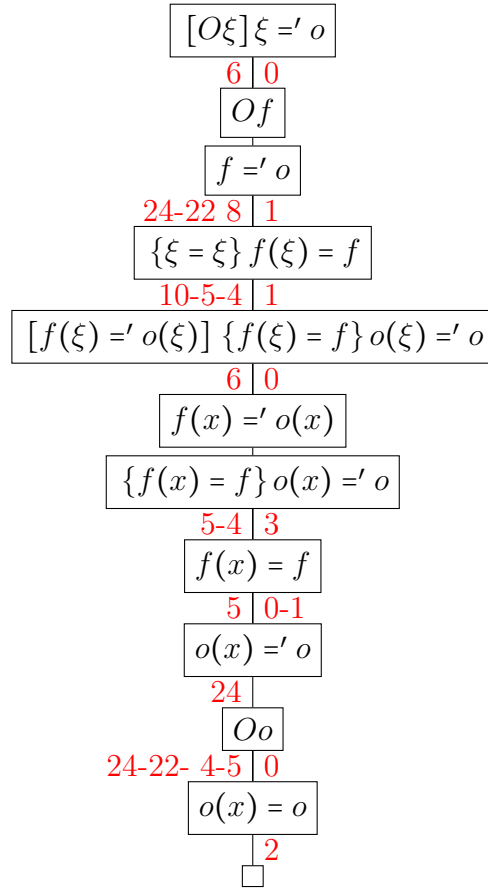 [Oξ] ξ =′ o
6 0
Of
f =′ o
24-22 8 1
{ξ = ξ} f(ξ) = f
10-5-4 1
[f(ξ) =′ o(ξ)] {f(ξ) = f} o(ξ) =′ o
6 0
f(x) =′ o(x)
{f(x) = f} o(x) =′ o
5-4 3
f(x) = f
5 0-1
o(x) =′ o
24
Oo
24-22- 4-5 0
o(x) = o
2